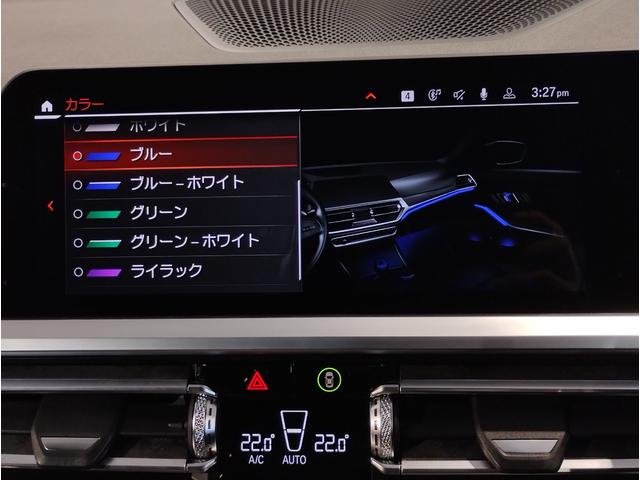 カラー
4
3:27pm
ホワイト
ブルー
ブルー－ホワイト
グリーン
グリーン－ホワイト
ライラック
22.0° 22.0°
A/C AUTO